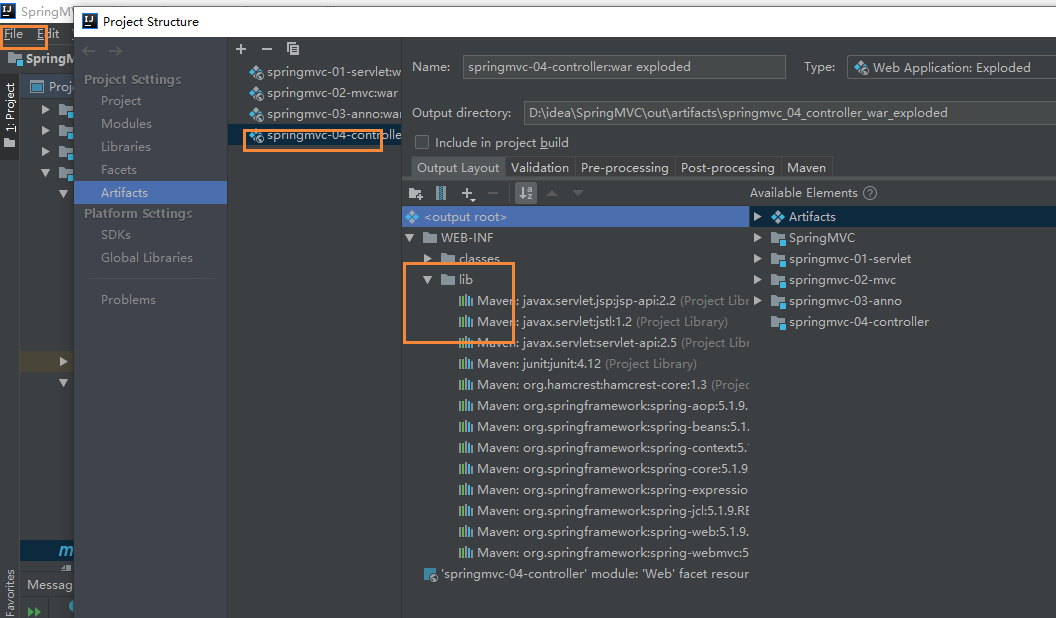 SpringM
Project Structure
File Edit
SpringM
Proj
1: Project
Favorites
m
Messag
Project Settings
Project
Modules
Libraries
Facets
Artifacts
Platform Settings
SDKs
Global Libraries
Problems
springmvc-01-servlet:w
springmvc-02-mvc:war
springmvc-03-anno:wa
springmvc-04-controlle
Name: springmvc-04-controller:war exploded Type: Web Application: Exploded
Output directory: D:\idea\SpringMVC\out\artifacts\springmvc_04_controller_war_exploded
Include in project build
Output Layout Validation Pre-processing Post-processing Maven
Available Elements ?
<output root>
WEB-INF
classes
lib
Maven: javax.servlet.jsp:jsp-api:2.2 (Project Libr
Maven: javax.servlet:jstl:1.2 (Project Library)
Maven: javax.servlet:servlet-api:2.5 (Project Libr
Maven: junit:junit:4.12 (Project Library)
Maven: org.hamcrest:hamcrest-core:1.3 (Projec
Maven: org.springframework:spring-aop:5.1.9.
Maven: org.springframework:spring-beans:5.1.
Maven: org.springframework:spring-context:5.
Maven: org.springframework:spring-core:5.1.9
Maven: org.springframework:spring-expressio
Maven: org.springframework:spring-jcl:5.1.9.RE
Maven: org.springframework:spring-web:5.1.9.
Maven: org.springframework:spring-webmvc:5
'springmvc-04-controller' module: 'Web' facet resour
Artifacts
SpringMVC
springmvc-01-servlet
springmvc-02-mvc
springmvc-03-anno
springmvc-04-controller